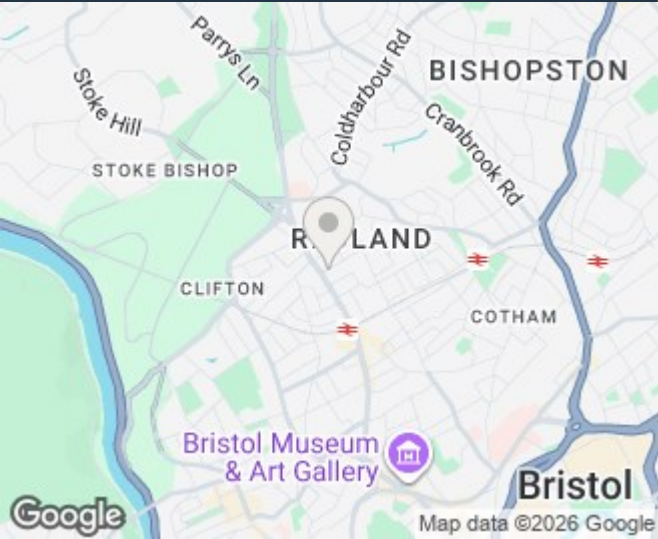 Parrys Ln
Coldharbour Rd
BISHOPSTON
Stoke Hill
Cranbrook Rd
STOKE BISHOP
CLIFTON
COTHAM
Bristol Museum
& Art Gallery
Bristol
Google
Map data ©2026 Google